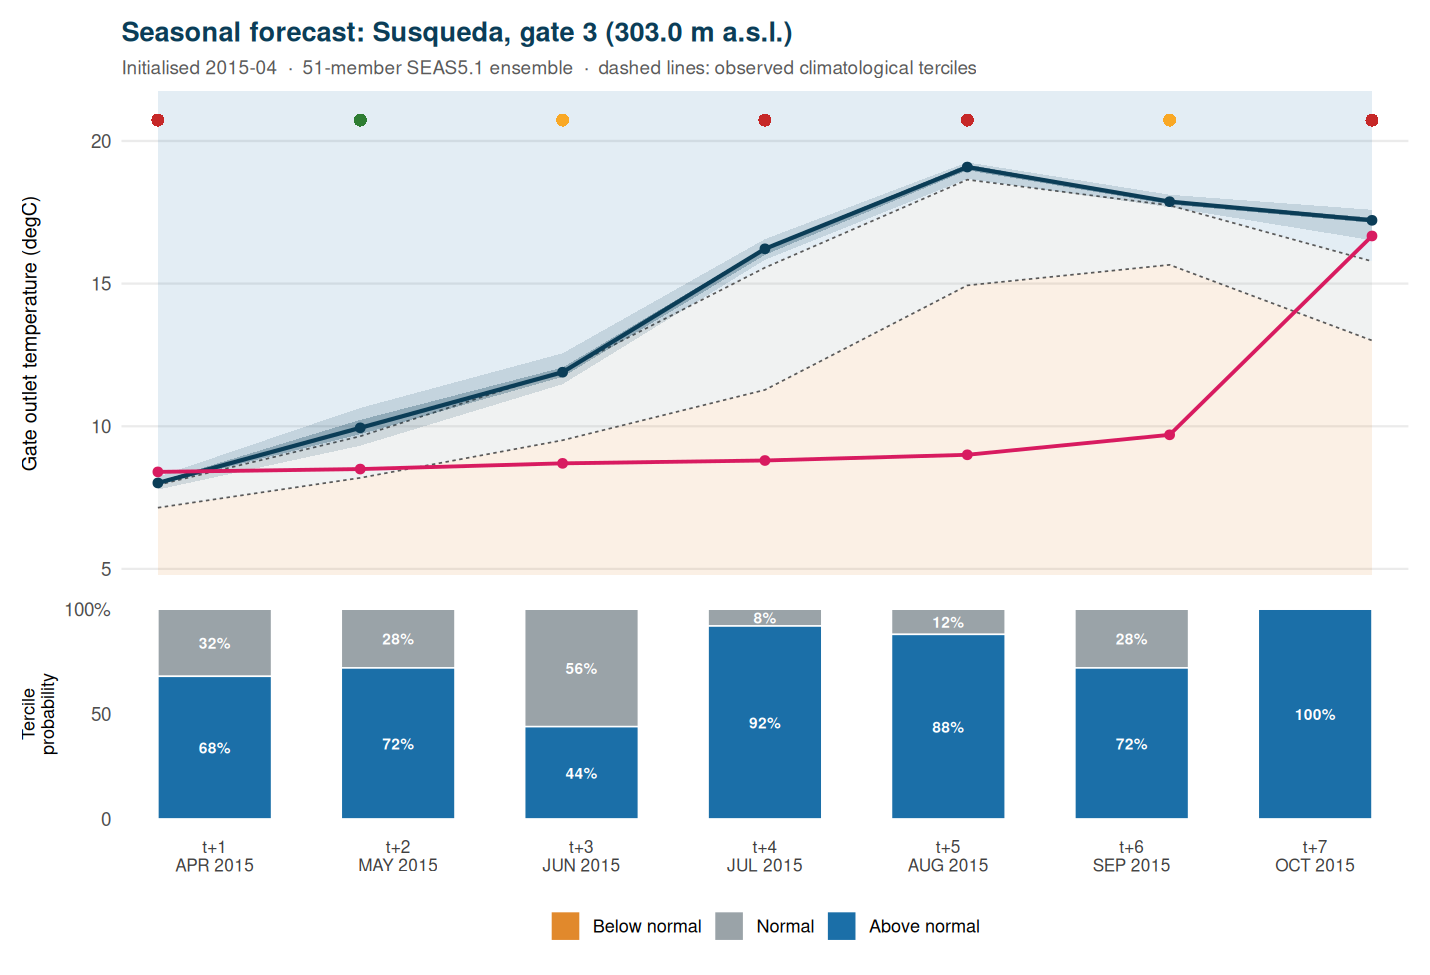 Seasonal forecast: Susqueda, gate 3 (303.0 m a.s.l.)
Initialised 2015-04 · 51-member SEAS5.1 ensemble · dashed lines: observed climatological terciles
Gate outlet temperature (degC)
20
15
10
5
Tercile
probability
100%
50
0
32%
28%
56%
8%
12%
28%
68%
72%
44%
92%
88%
72%
100%
t+1
APR 2015
t+2
MAY 2015
t+3
JUN 2015
t+4
JUL 2015
t+5
AUG 2015
t+6
SEP 2015
t+7
OCT 2015
Below normal
Normal
Above normal